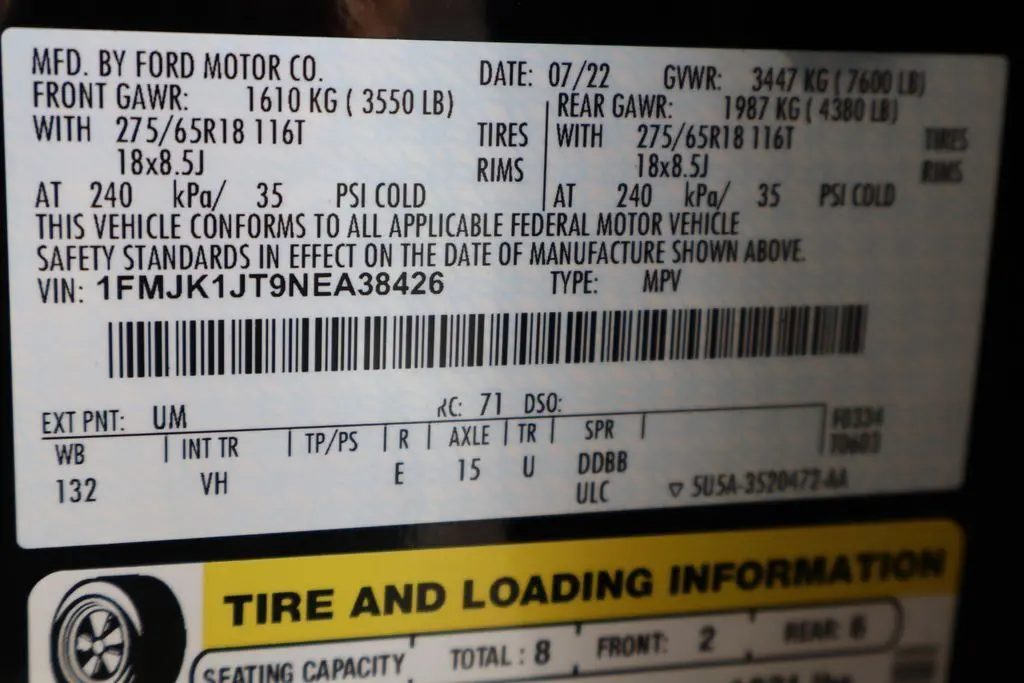 MFD. BY FORD MOTOR CO. DATE: 07/22 GVWR: 3447 KG ( 7600 LB)
FRONT GAWR: 1610 KG ( 3550 LB) REAR GAWR: 1987 KG ( 4380 LB)
WITH 275/65R18 116T TIRES WITH 275/65R18 116T TIRES
18x8.5J RIMS 18x8.5J RIMS
AT 240 kPa/ 35 PSI COLD AT 240 kPa/ 35 PSI COLD
THIS VEHICLE CONFORMS TO ALL APPLICABLE FEDERAL MOTOR VEHICLE
SAFETY STANDARDS IN EFFECT ON THE DATE OF MANUFACTURE SHOWN ABOVE.
VIN: 1FMJK1JT9NEA38426 TYPE: MPV
EXT PNT: UM RC: 71 DSO:
WB INT TR TP/PS R AXLE TR SPR
132 VH E 15 U DDBB
ULC ▽ 5U5A-3520472-AA
TIRE AND LOADING INFORMATION
SEATING CAPACITY TOTAL : 8 FRONT: 2 REAR: 6